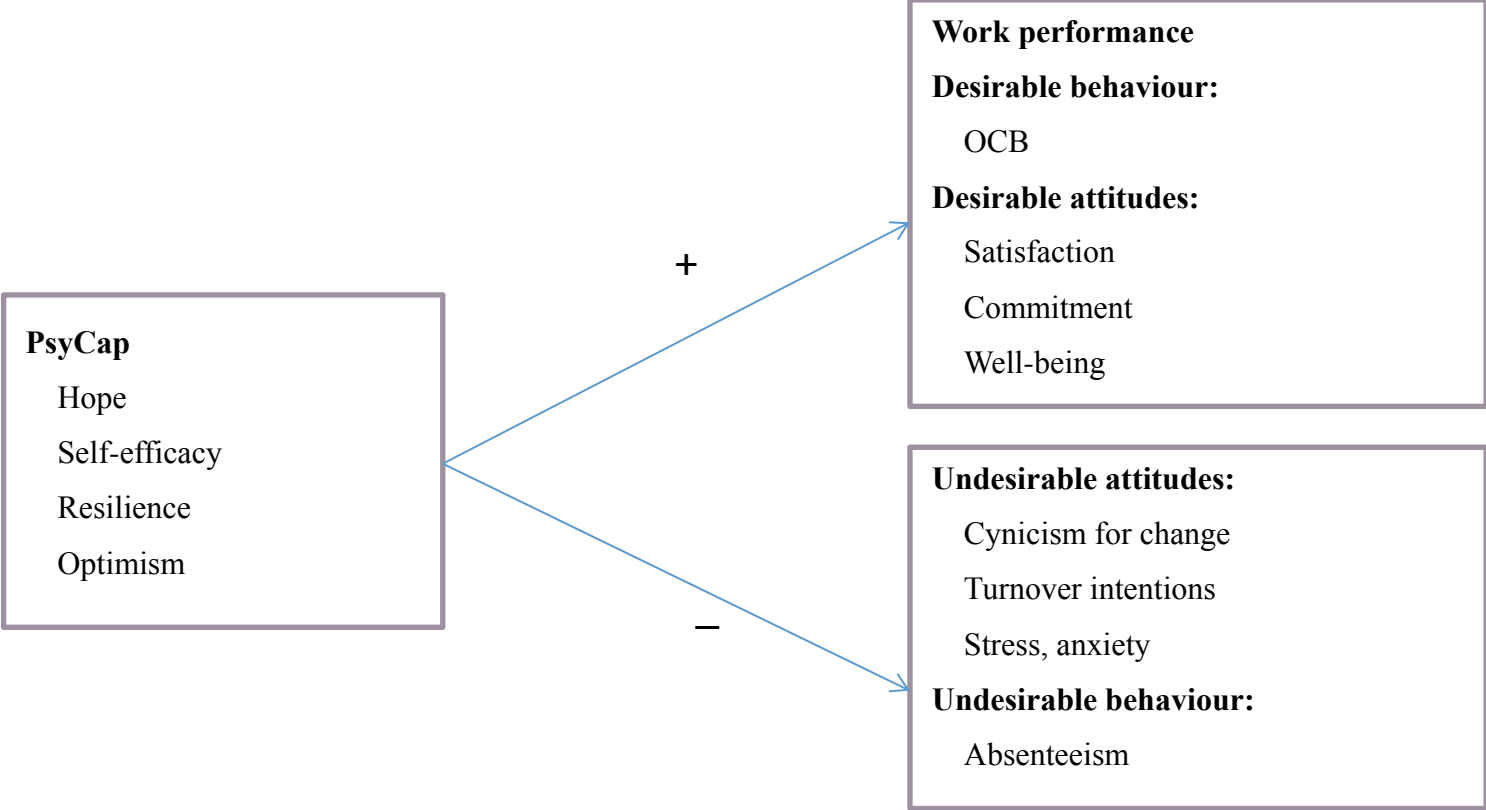 PsyCap
Hope
Self-efficacy
Resilience
Optimism
+
–
Work performance
Desirable behaviour:
OCB
Desirable attitudes:
Satisfaction
Commitment
Well-being
Undesirable attitudes:
Cynicism for change
Turnover intentions
Stress, anxiety
Undesirable behaviour:
Absenteeism